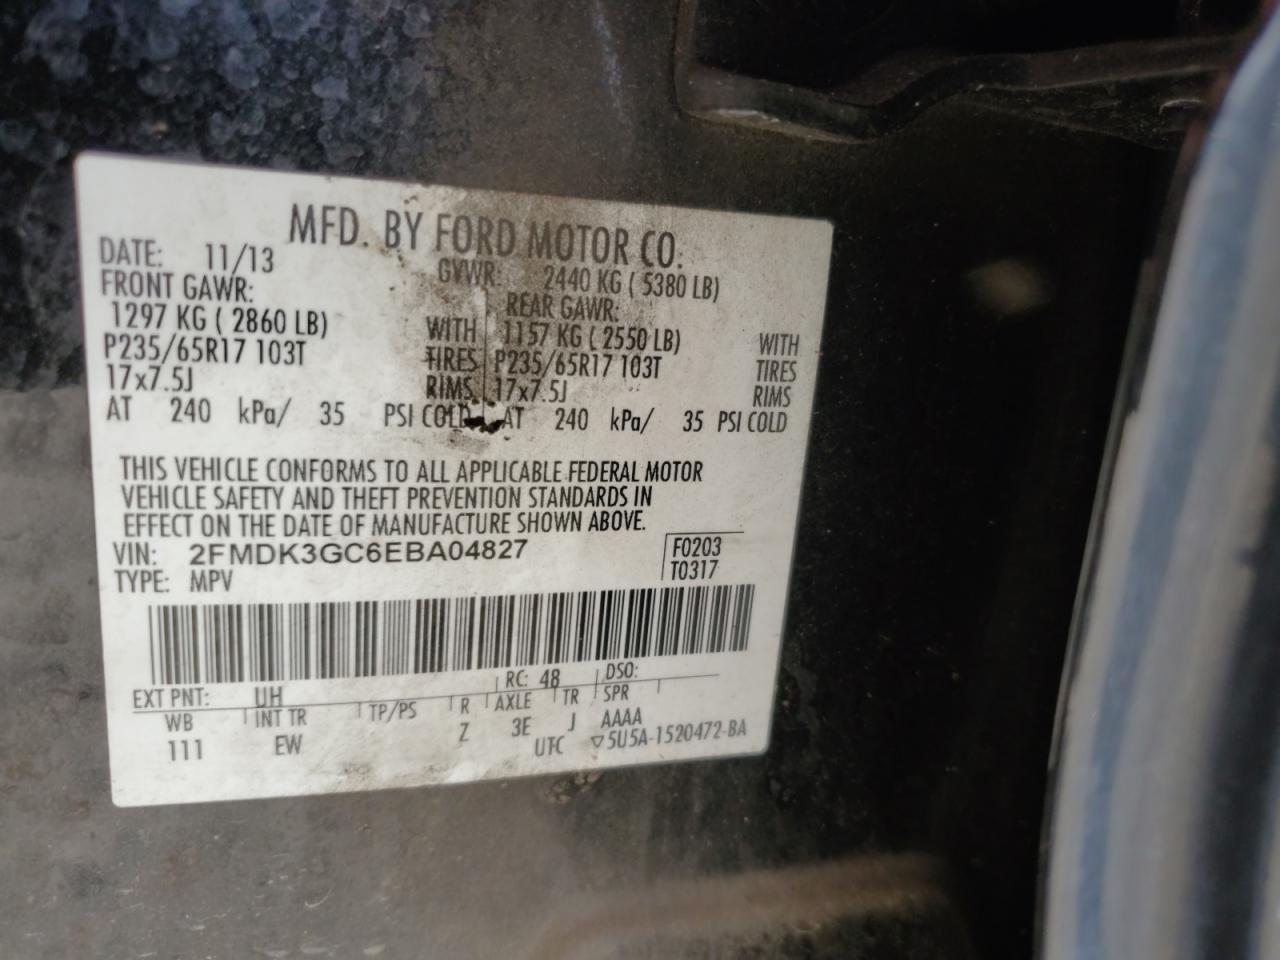 MFD. BY FORD MOTOR CO.
DATE: 11/13 GVWR: 2440 KG ( 5380 LB)
FRONT GAWR: REAR GAWR:
1297 KG ( 2860 LB) WITH 1157 KG ( 2550 LB) WITH
P235/65R17 103T TIRES P235/65R17 103T TIRES
17x7.5J RIMS 17x7.5J RIMS
AT 240 kPa/ 35 PSI COLD AT 240 kPa/ 35 PSI COLD
THIS VEHICLE CONFORMS TO ALL APPLICABLE FEDERAL MOTOR
VEHICLE SAFETY AND THEFT PREVENTION STANDARDS IN
EFFECT ON THE DATE OF MANUFACTURE SHOWN ABOVE.
VIN: 2FMDK3GC6EBA04827 F0203
TYPE: MPV T0317
EXT PNT: UH RC: 48 DSO:
WB INT TR TP/PS R AXLE TR SPR
111 EW Z 3E J AAAA
UTC ▽5U5A-1520472-BA